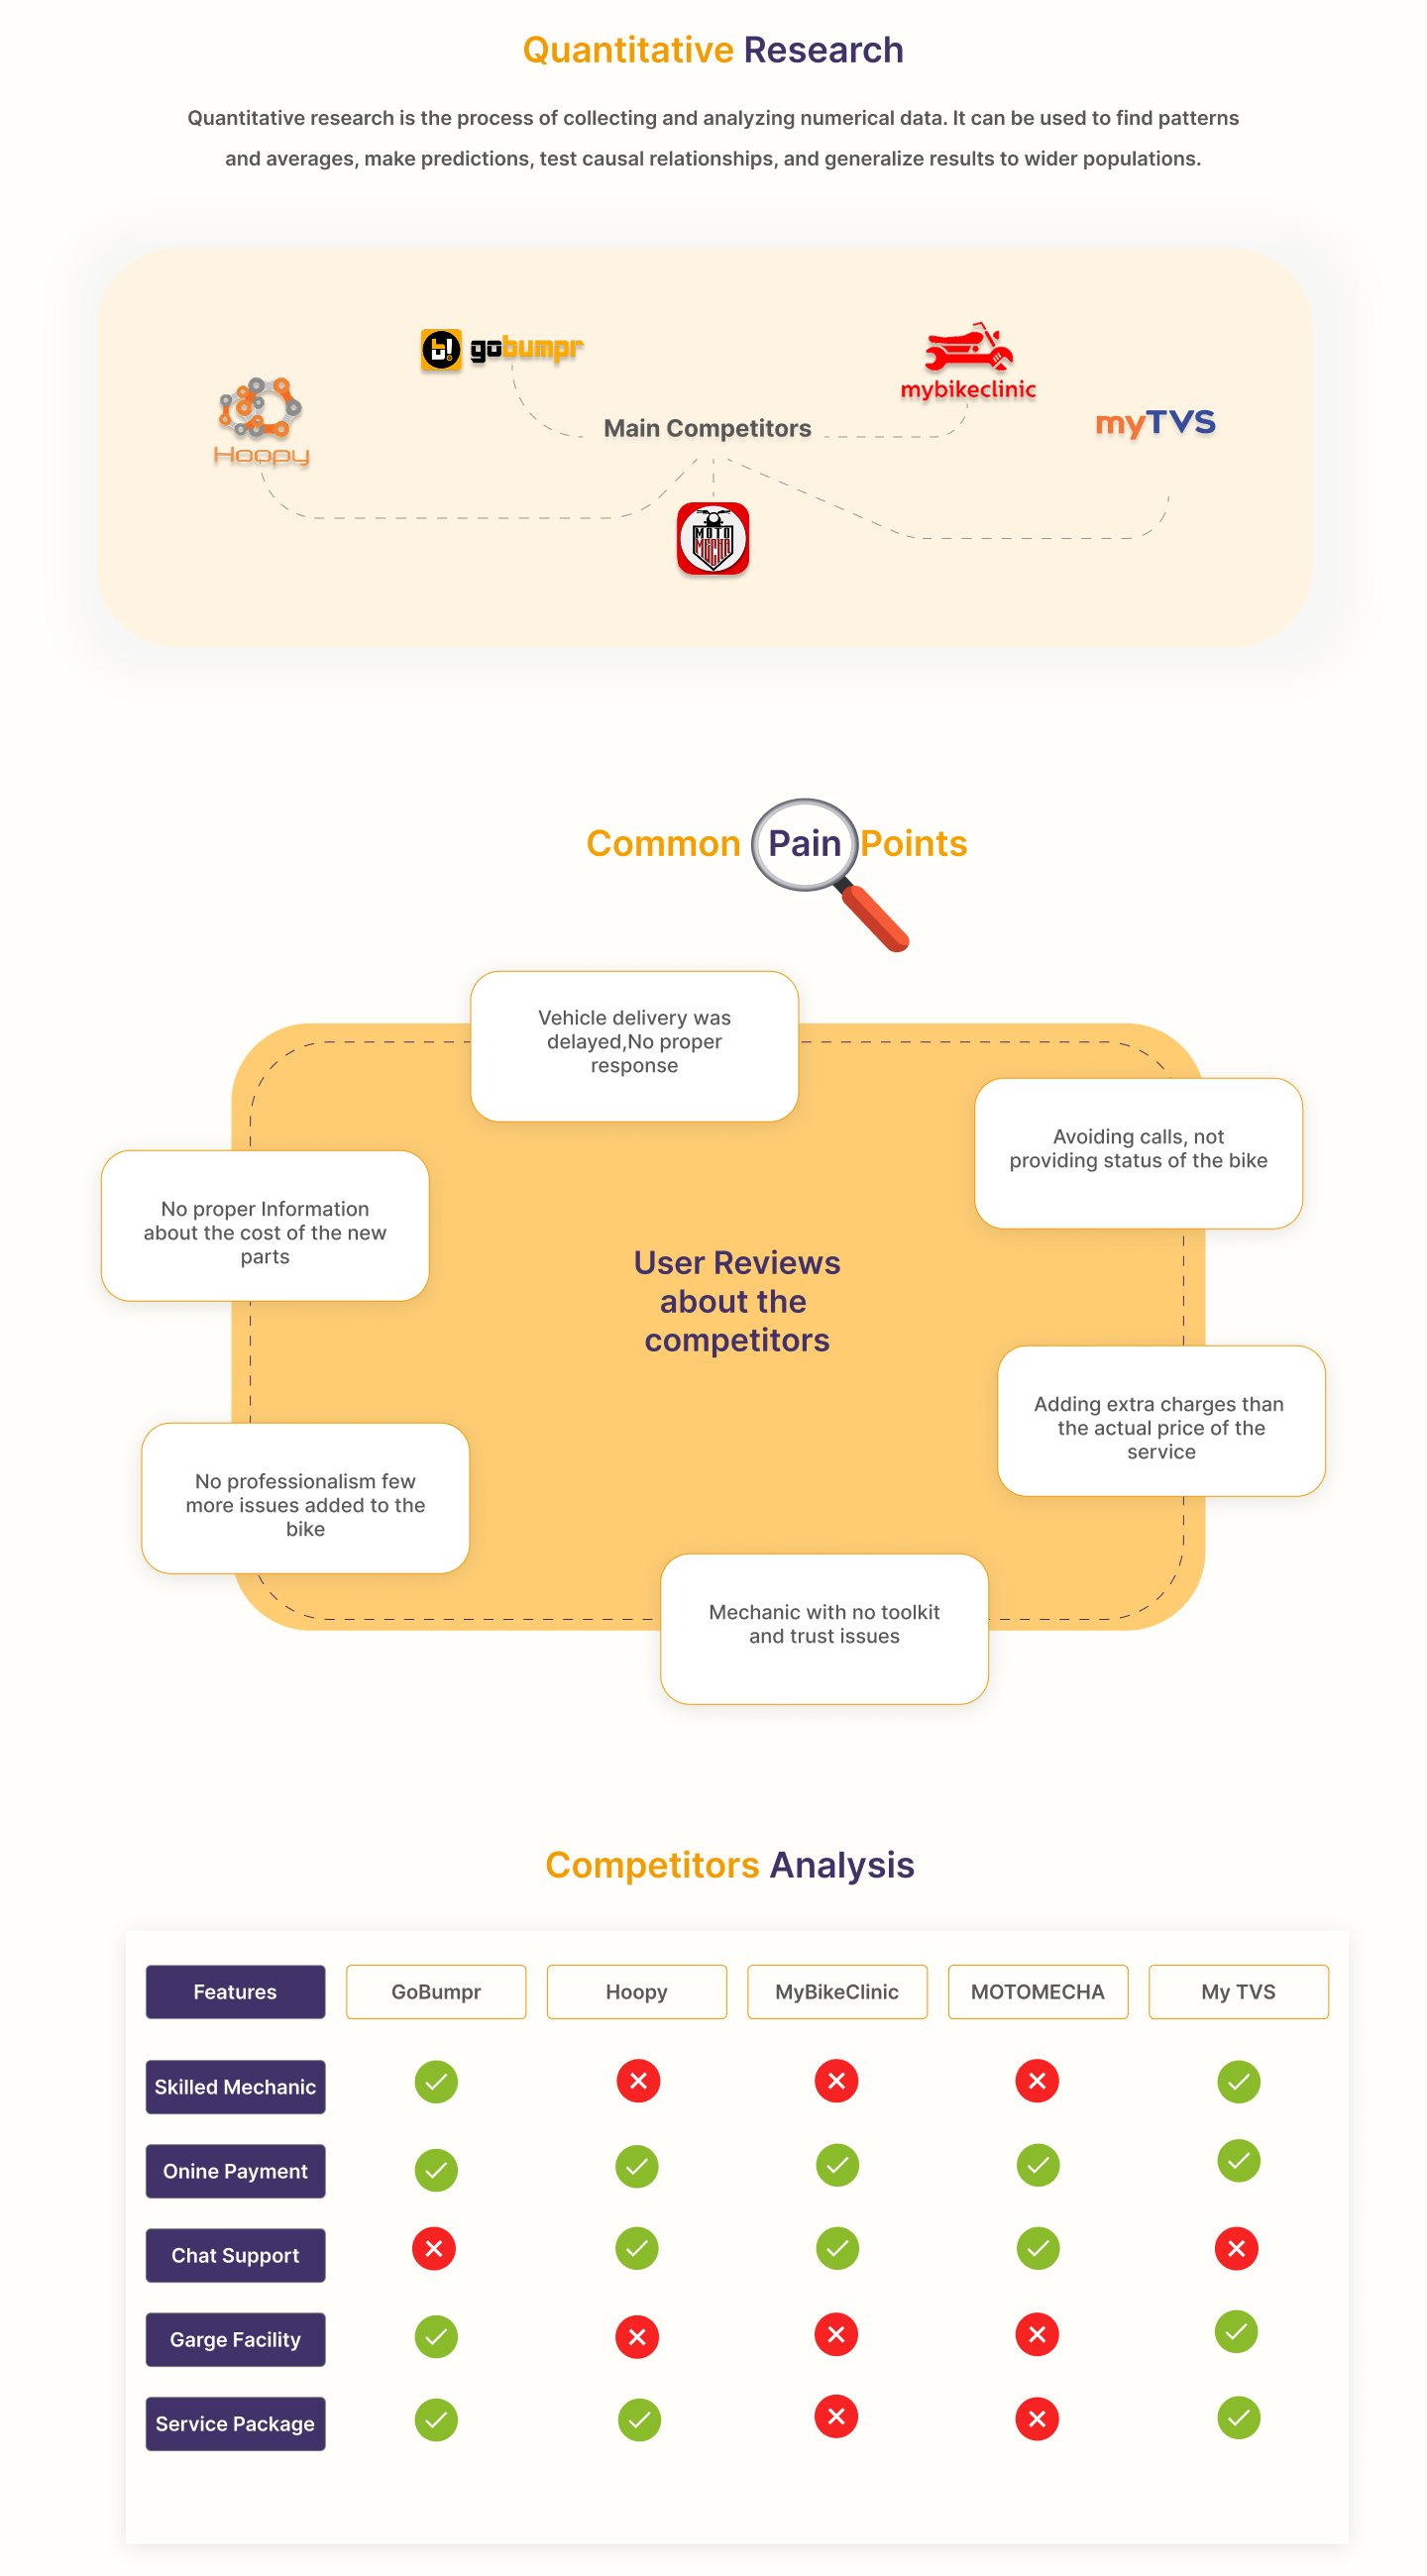 Quantitative Research
Quantitative research is the process of collecting and analyzing numerical data. It can be used to find patterns
and averages, make predictions, test causal relationships, and generalize results to wider populations.
b! gobumpr
mybikeclinic
Hoopy
Main Competitors
myTVS
MOTO
MECHA
Common Pain Points
Vehicle delivery was
delayed,No proper
response
Avoiding calls, not
providing status of the bike
No proper Information
about the cost of the new
parts
User Reviews
about the
competitors
Adding extra charges than
the actual price of the
service
No professionalism few
more issues added to the
bike
Mechanic with no toolkit
and trust issues
Competitors Analysis
Features GoBumpr Hoopy MyBikeClinic MOTOMECHA My TVS
Skilled Mechanic
Onine Payment
Chat Support
Garge Facility
Service Package